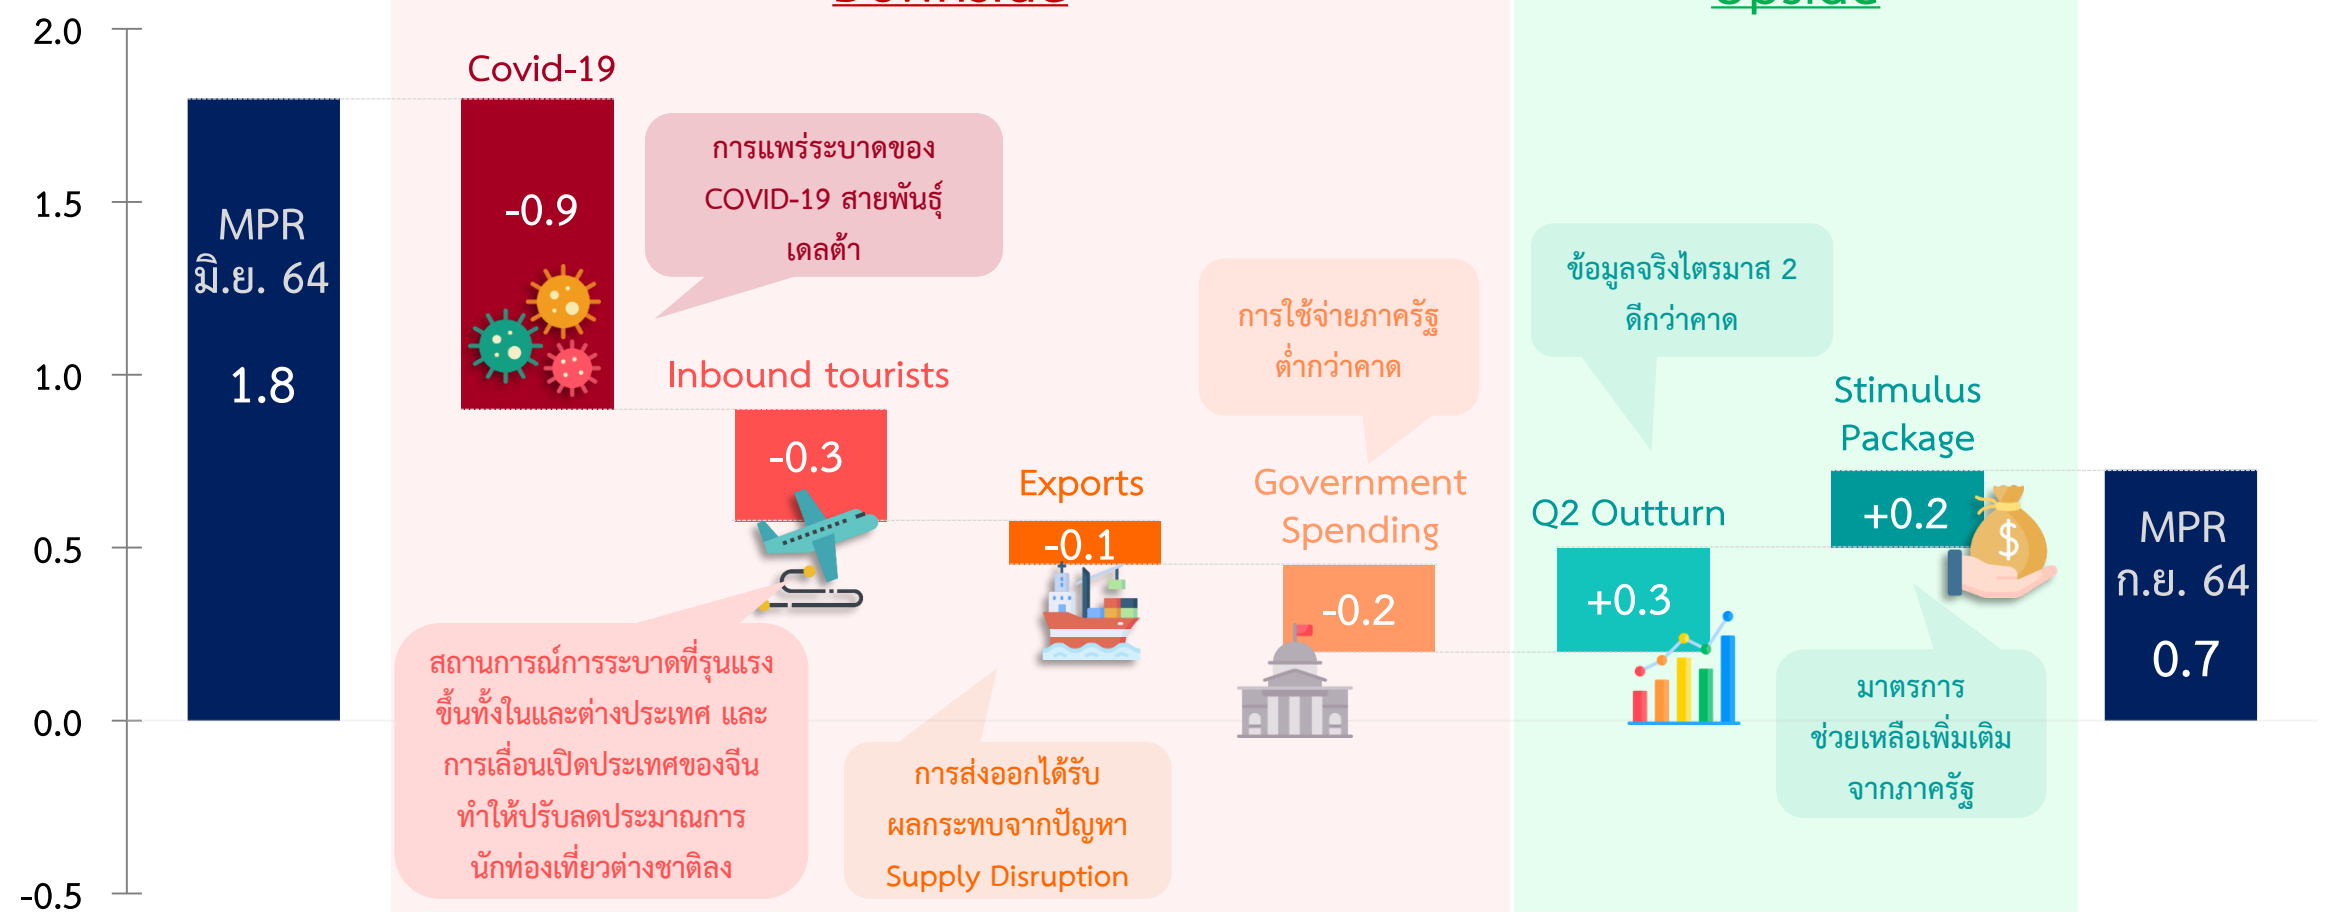 Downside
Upside
2.0
1.5
1.0
0.5
0.0
-0.5
MPR
มิ.ย. 64
1.8
Covid-19
-0.9
การแพร่ระบาดของ
COVID-19 สายพันธุ์
เดลต้า
Inbound tourists
-0.3
สถานการณ์การระบาดที่รุนแรง
ขึ้นทั้งในและต่างประเทศ และ
การเลื่อนเปิดประเทศของจีน
ทำให้ปรับลดประมาณการ
นักท่องเที่ยวต่างชาติลง
Exports
-0.1
การส่งออกได้รับ
ผลกระทบจากปัญหา
Supply Disruption
การใช้จ่ายภาครัฐ
ต่ำกว่าคาด
Government
Spending
-0.2
ข้อมูลจริงไตรมาส 2
ดีกว่าคาด
Q2 Outturn
+0.3
Stimulus
Package
+0.2
$
มาตรการ
ช่วยเหลือเพิ่มเติม
จากภาครัฐ
MPR
ก.ย. 64
0.7